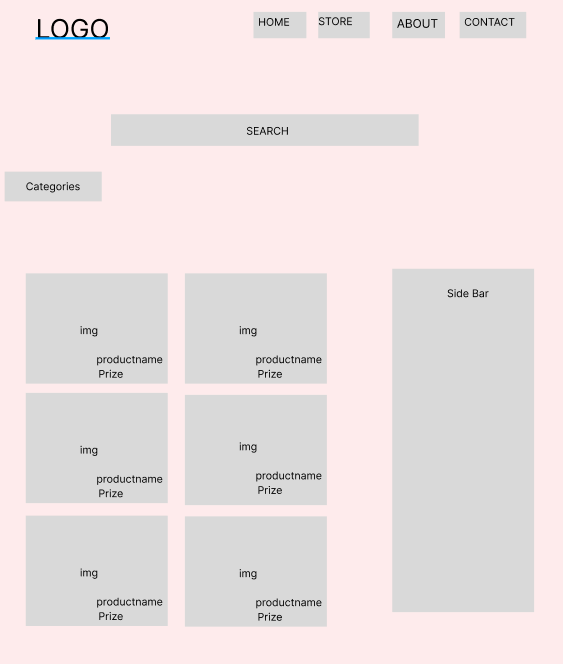 LOGO
HOME
STORE
ABOUT
CONTACT
SEARCH
Categories
Side Bar
img
productname
Prize
img
productname
Prize
img
productname
Prize
img
productname
Prize
img
productname
Prize
img
productname
Prize